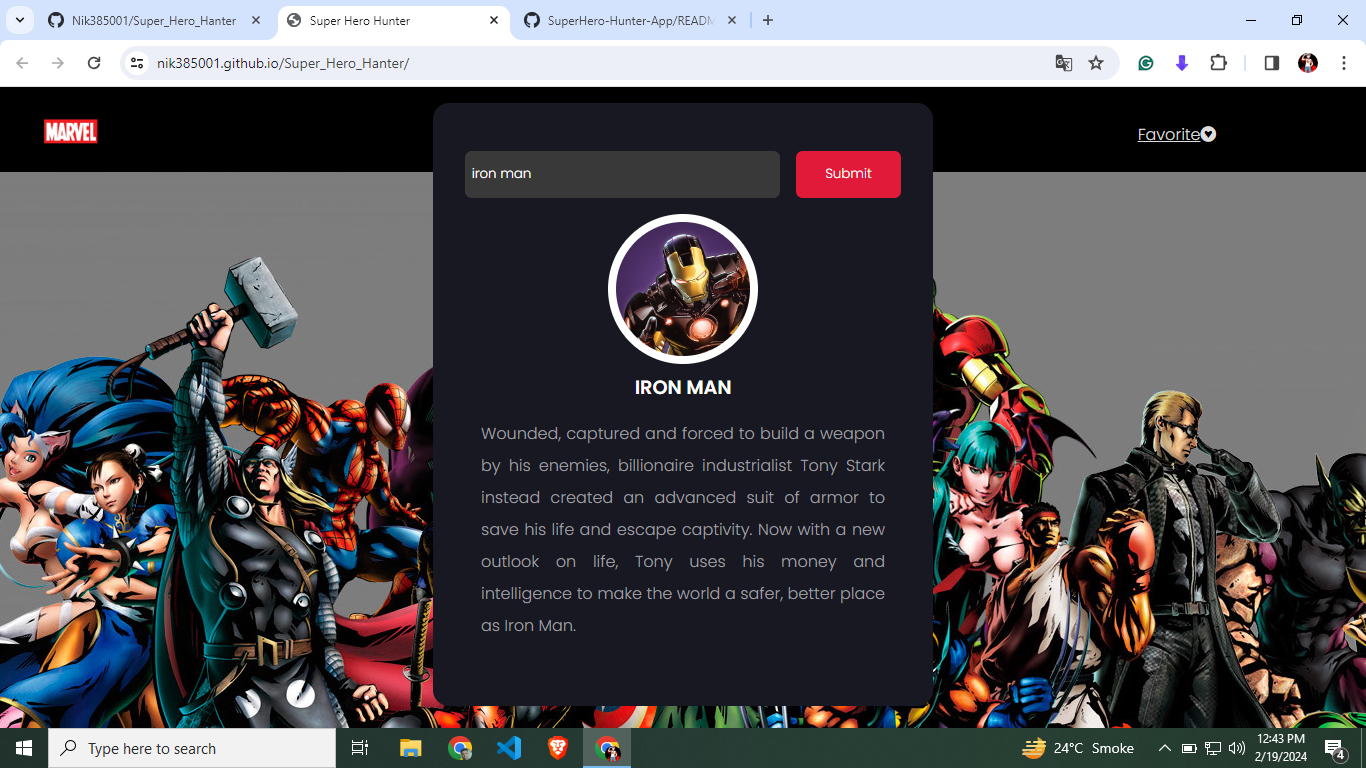 Nik385001/Super_Hero_Hanter
Super Hero Hunter
SuperHero-Hunter-App/READM
nik385001.github.io/Super_Hero_Hanter/
MARVEL
Favorite
iron man
Submit
IRON MAN
Wounded, captured and forced to build a weapon
by his enemies, billionaire industrialist Tony Stark
instead created an advanced suit of armor to
save his life and escape captivity. Now with a new
outlook on life, Tony uses his money and
intelligence to make the world a safer, better place
as Iron Man.
Type here to search
24°C Smoke
12:43 PM
2/19/2024
4